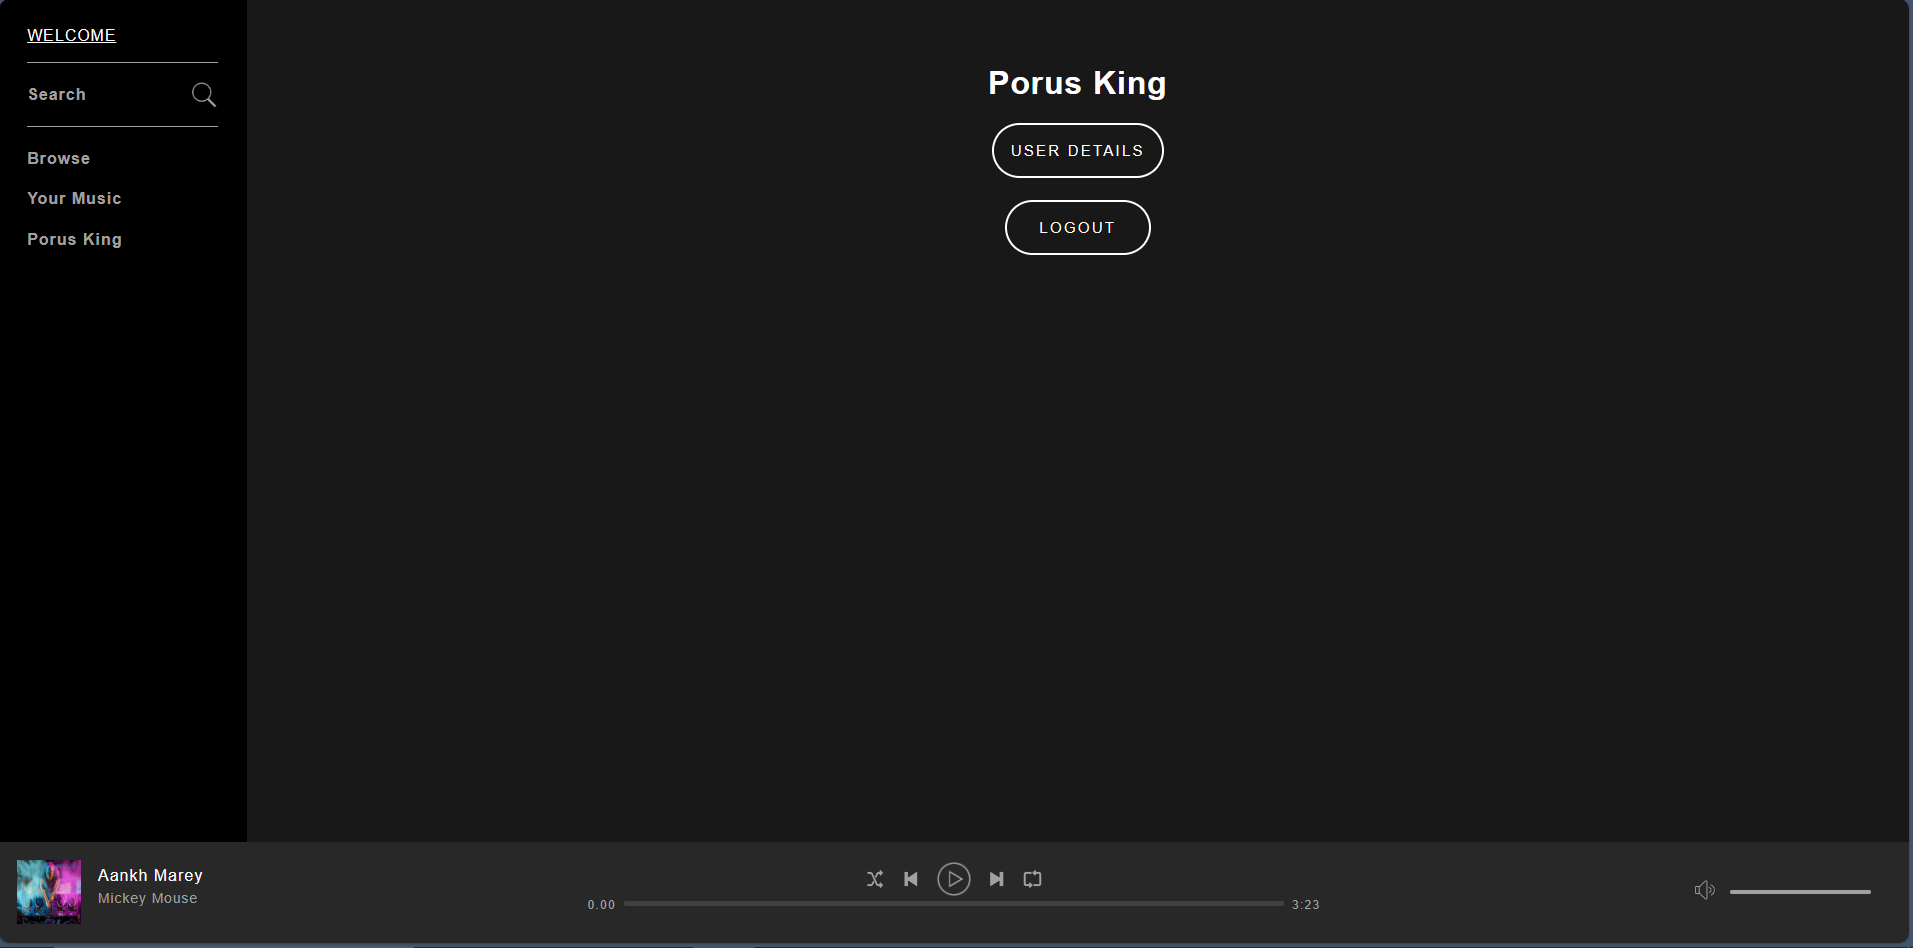 WELCOME
Search
Browse
Your Music
Porus King
Porus King
USER DETAILS
LOGOUT
Aankh Marey
Mickey Mouse
0.00
3:23